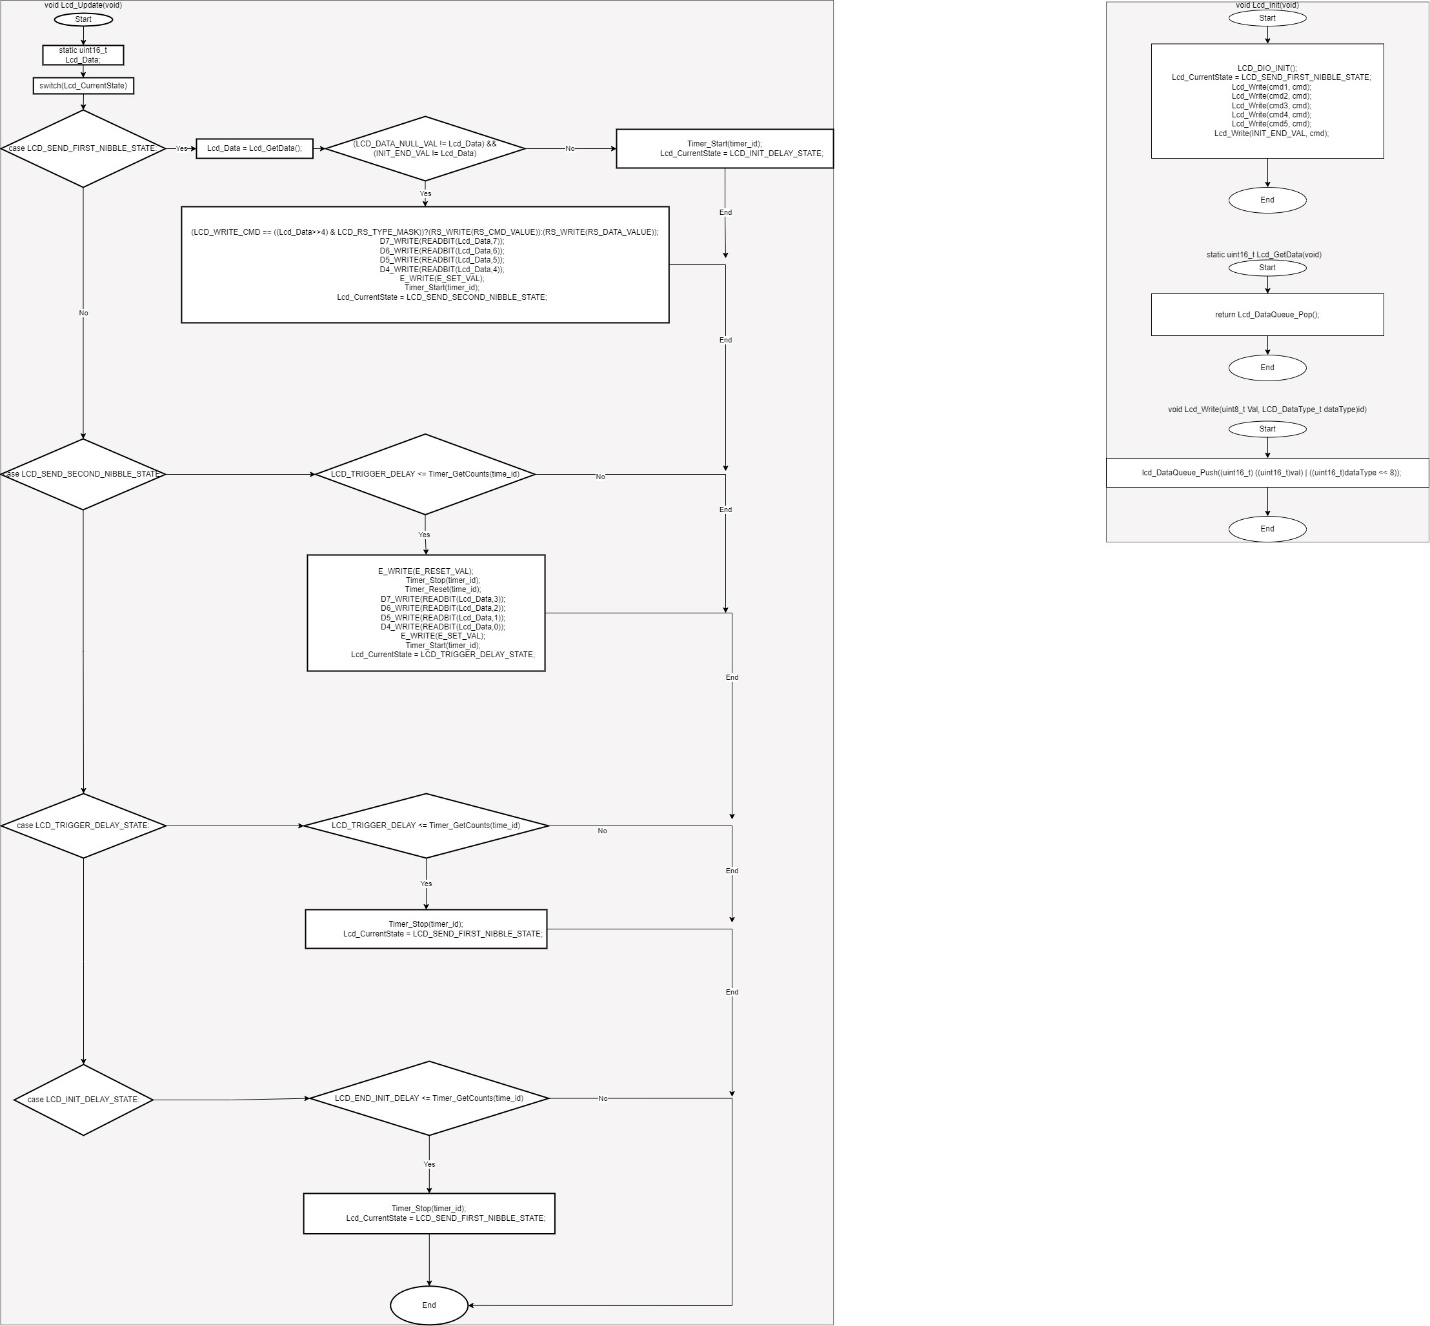 void Lcd_Update(void)
Start
static uint16_t
Lcd_Data;
switch(Lcd_CurrentState)
case LCD_SEND_FIRST_NIBBLE_STATE:
Yes
Lcd_Data = Lcd_GetData();
(LCD_DATA_NULL_VAL != Lcd_Data) &&
(INIT_END_VAL != Lcd_Data)
No
Timer_Start(timer_id);
Lcd_CurrentState = LCD_INIT_DELAY_STATE;
Yes
End
(LCD_WRITE_CMD == ((Lcd_Data>>4) & LCD_RS_TYPE_MASK))?(RS_WRITE(RS_CMD_VALUE)):(RS_WRITE(RS_DATA_VALUE));
D7_WRITE(READBIT(Lcd_Data,7));
D6_WRITE(READBIT(Lcd_Data,6));
D5_WRITE(READBIT(Lcd_Data,5));
D4_WRITE(READBIT(Lcd_Data,4));
E_WRITE(E_SET_VAL);
Timer_Start(timer_id);
Lcd_CurrentState = LCD_SEND_SECOND_NIBBLE_STATE;
No
End
case LCD_SEND_SECOND_NIBBLE_STATE:
LCD_TRIGGER_DELAY <= Timer_GetCounts(time_id)
No
End
Yes
E_WRITE(E_RESET_VAL);
Timer_Stop(timer_id);
Timer_Reset(time_id);
D7_WRITE(READBIT(Lcd_Data,3));
D6_WRITE(READBIT(Lcd_Data,2));
D5_WRITE(READBIT(Lcd_Data,1));
D4_WRITE(READBIT(Lcd_Data,0));
E_WRITE(E_SET_VAL);
Timer_Start(timer_id);
Lcd_CurrentState = LCD_TRIGGER_DELAY_STATE;
End
case LCD_TRIGGER_DELAY_STATE:
LCD_TRIGGER_DELAY <= Timer_GetCounts(time_id)
No
End
Yes
Timer_Stop(timer_id);
Lcd_CurrentState = LCD_SEND_FIRST_NIBBLE_STATE;
End
case LCD_INIT_DELAY_STATE:
LCD_END_INIT_DELAY <= Timer_GetCounts(time_id)
No
Yes
Timer_Stop(timer_id);
Lcd_CurrentState = LCD_SEND_FIRST_NIBBLE_STATE;
End
void Lcd_Init(void)
Start
LCD_DIO_INIT();
Lcd_CurrentState = LCD_SEND_FIRST_NIBBLE_STATE;
Lcd_Write(cmd1, cmd);
Lcd_Write(cmd2, cmd);
Lcd_Write(cmd3, cmd);
Lcd_Write(cmd4, cmd);
Lcd_Write(cmd5, cmd);
Lcd_Write(INIT_END_VAL, cmd);
End
static uint16_t Lcd_GetData(void)
Start
return Lcd_DataQueue_Pop();
End
void Lcd_Write(uint8_t Val, LCD_DataType_t dataType)id)
Start
lcd_DataQueue_Push((uint16_t) ((uint16_t)val) | ((uint16_t)dataType << 8));
End